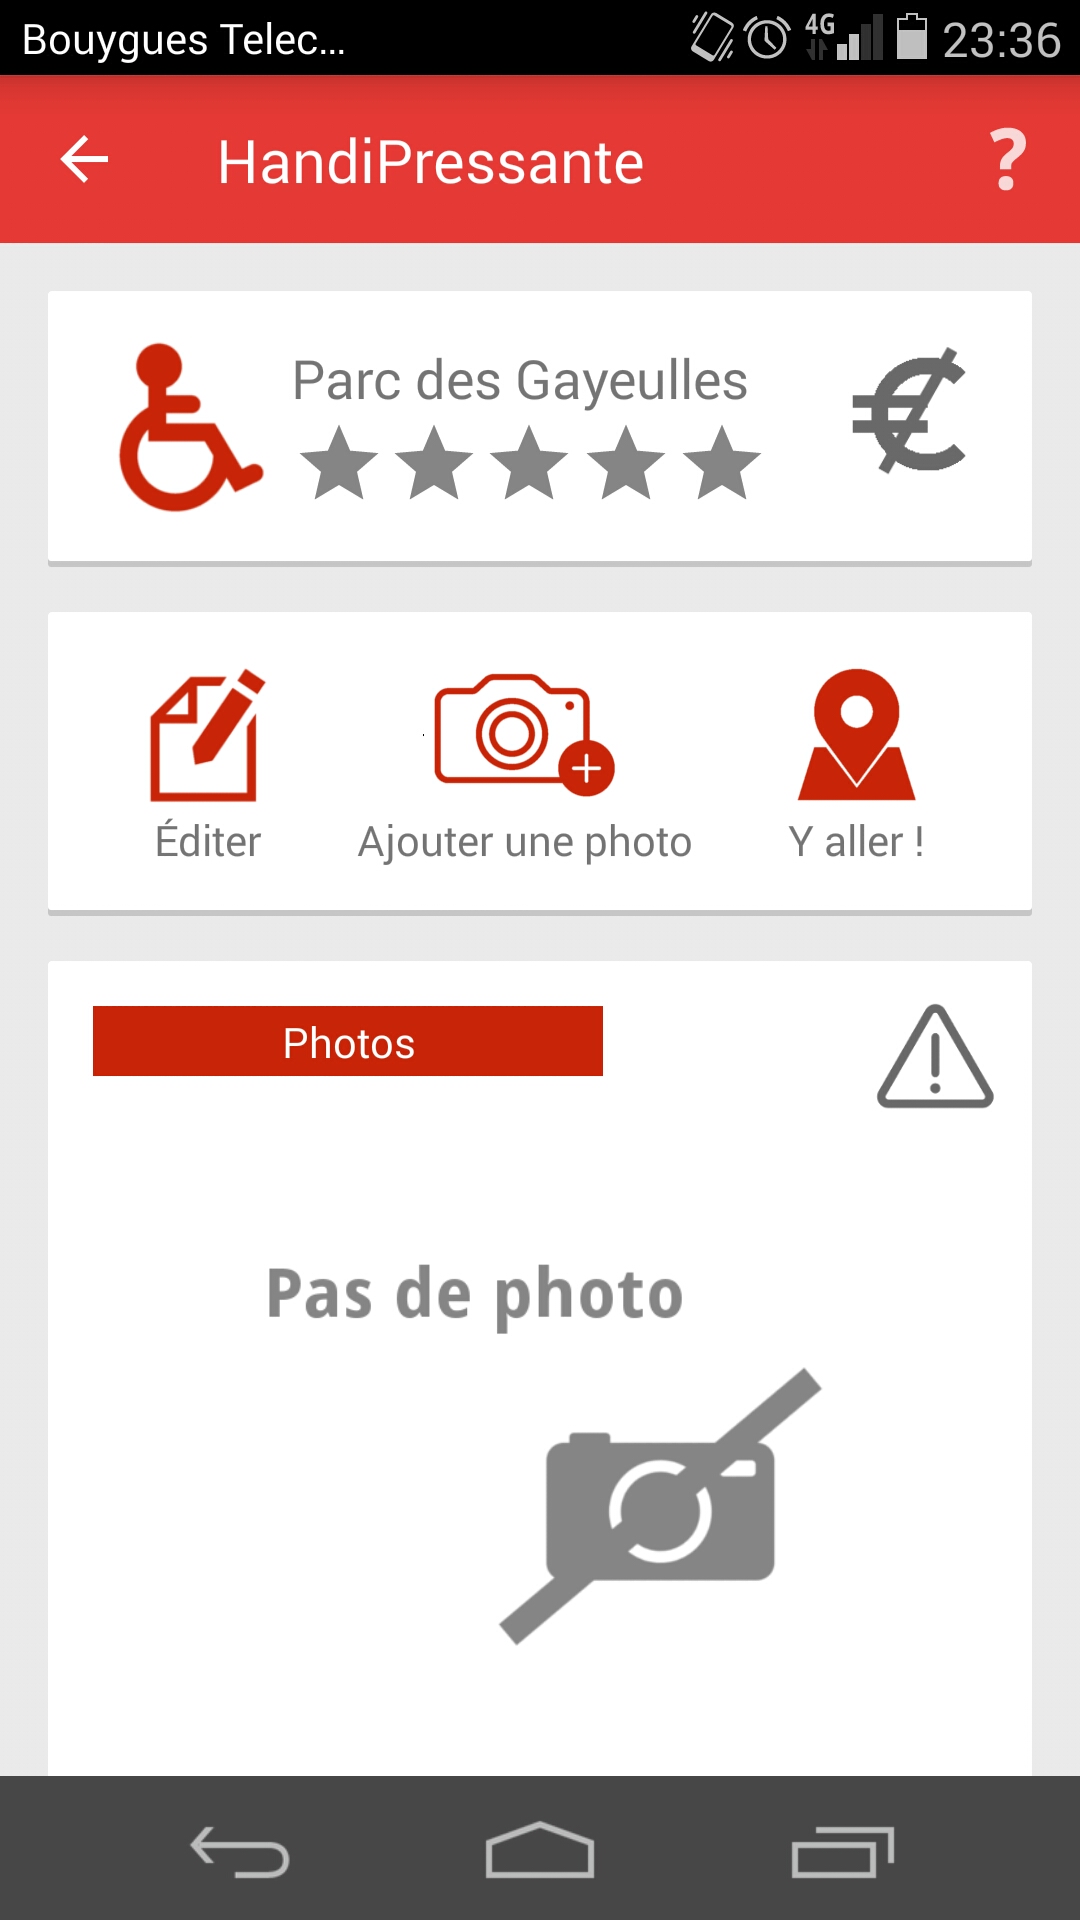 Bouygues Telec... 4G 23:36
HandiPressante ?
Parc des Gayeulles
Éditer Ajouter une photo Y aller !
Photos
Pas de photo